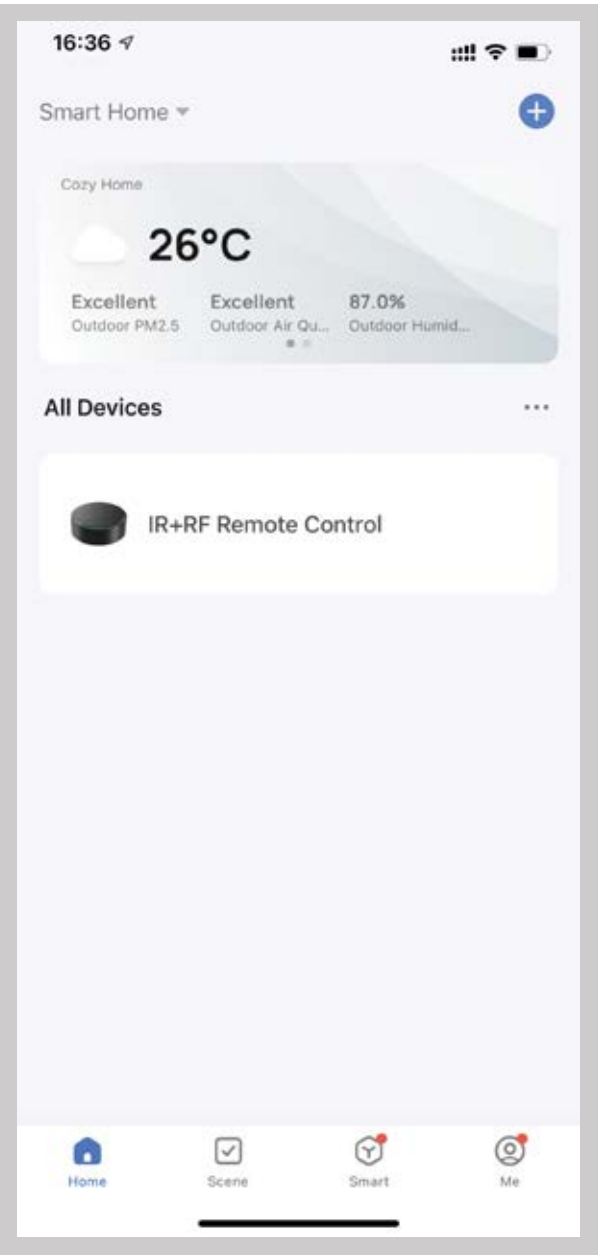 16:36
Smart Home
Cozy Home
26°C
Excellent Excellent 87.0%
Outdoor PM2.5 Outdoor Air Qu... Outdoor Humid...
All Devices
IR+RF Remote Control
Home Scene Smart Me